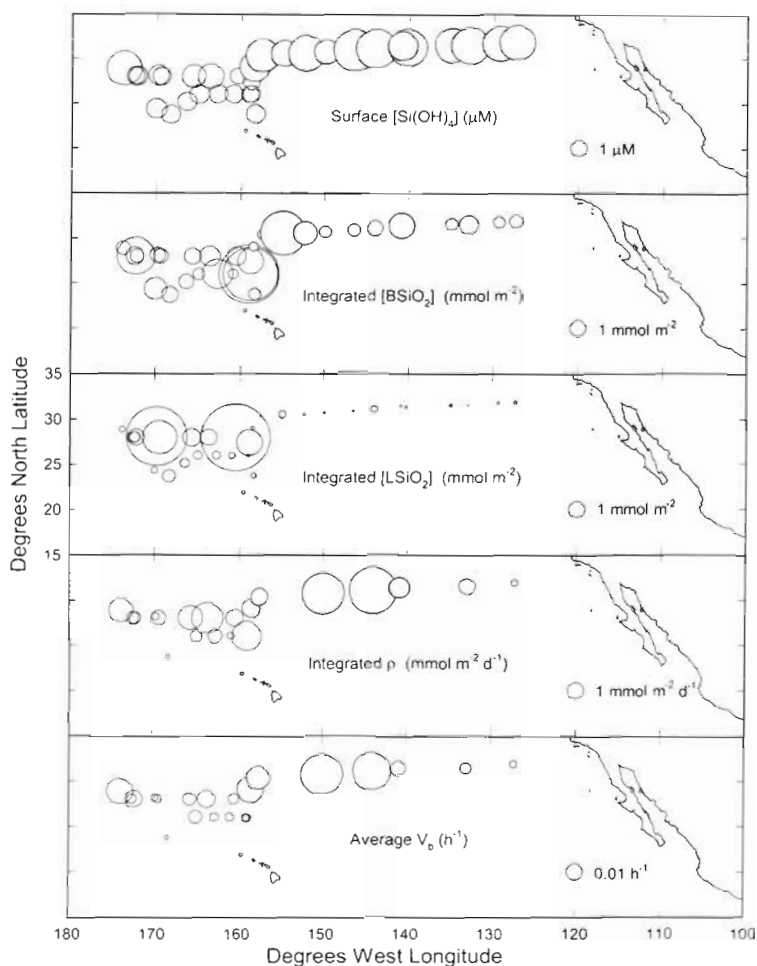 Surface [Si(OH)4] (µM)
1 µM
Integrated [BSiO2] (mmol m-2)
1 mmol m-2
35
30
25
20
15
Degrees North Latitude
Integrated [LSiO2] (mmol m-2)
1 mmol m-2
Integrated ρ (mmol m-2 d-1)
1 mmol m-2 d-1
Average Vb (h-1)
0.01 h-1
180 170 160 150 140 130 120 110 100
Degrees West Longitude